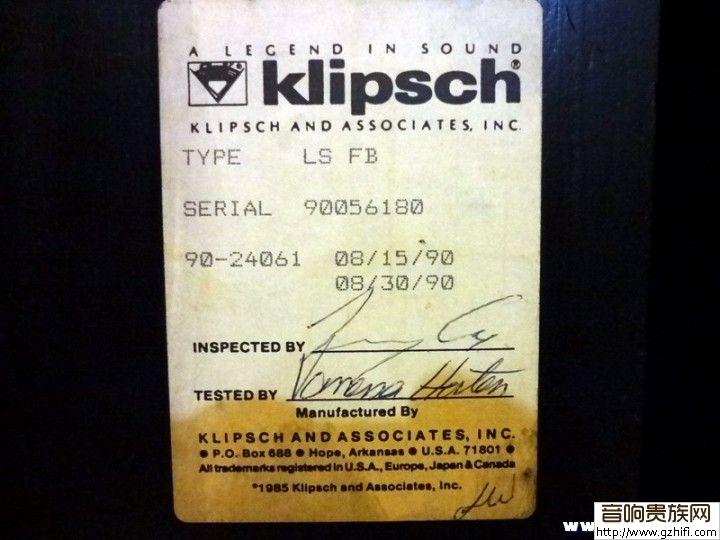 A LEGEND IN SOUND
klipsch®
KLIPSCH AND ASSOCIATES, INC.
TYPE LS FB
SERIAL 90056180
90-24061 08/15/90
08/30/90
INSPECTED BY
TESTED BY Horton
Manufactured By
KLIPSCH AND ASSOCIATES, INC.
● P.O. Box 688 ● Hope, Arkansas ● U.S.A. 71801 ●
All trademarks registered in U.S.A., Europe, Japan & Canada
©1985 Klipsch and Associates, Inc.
音响贵族网
http://www.gzhifi.com